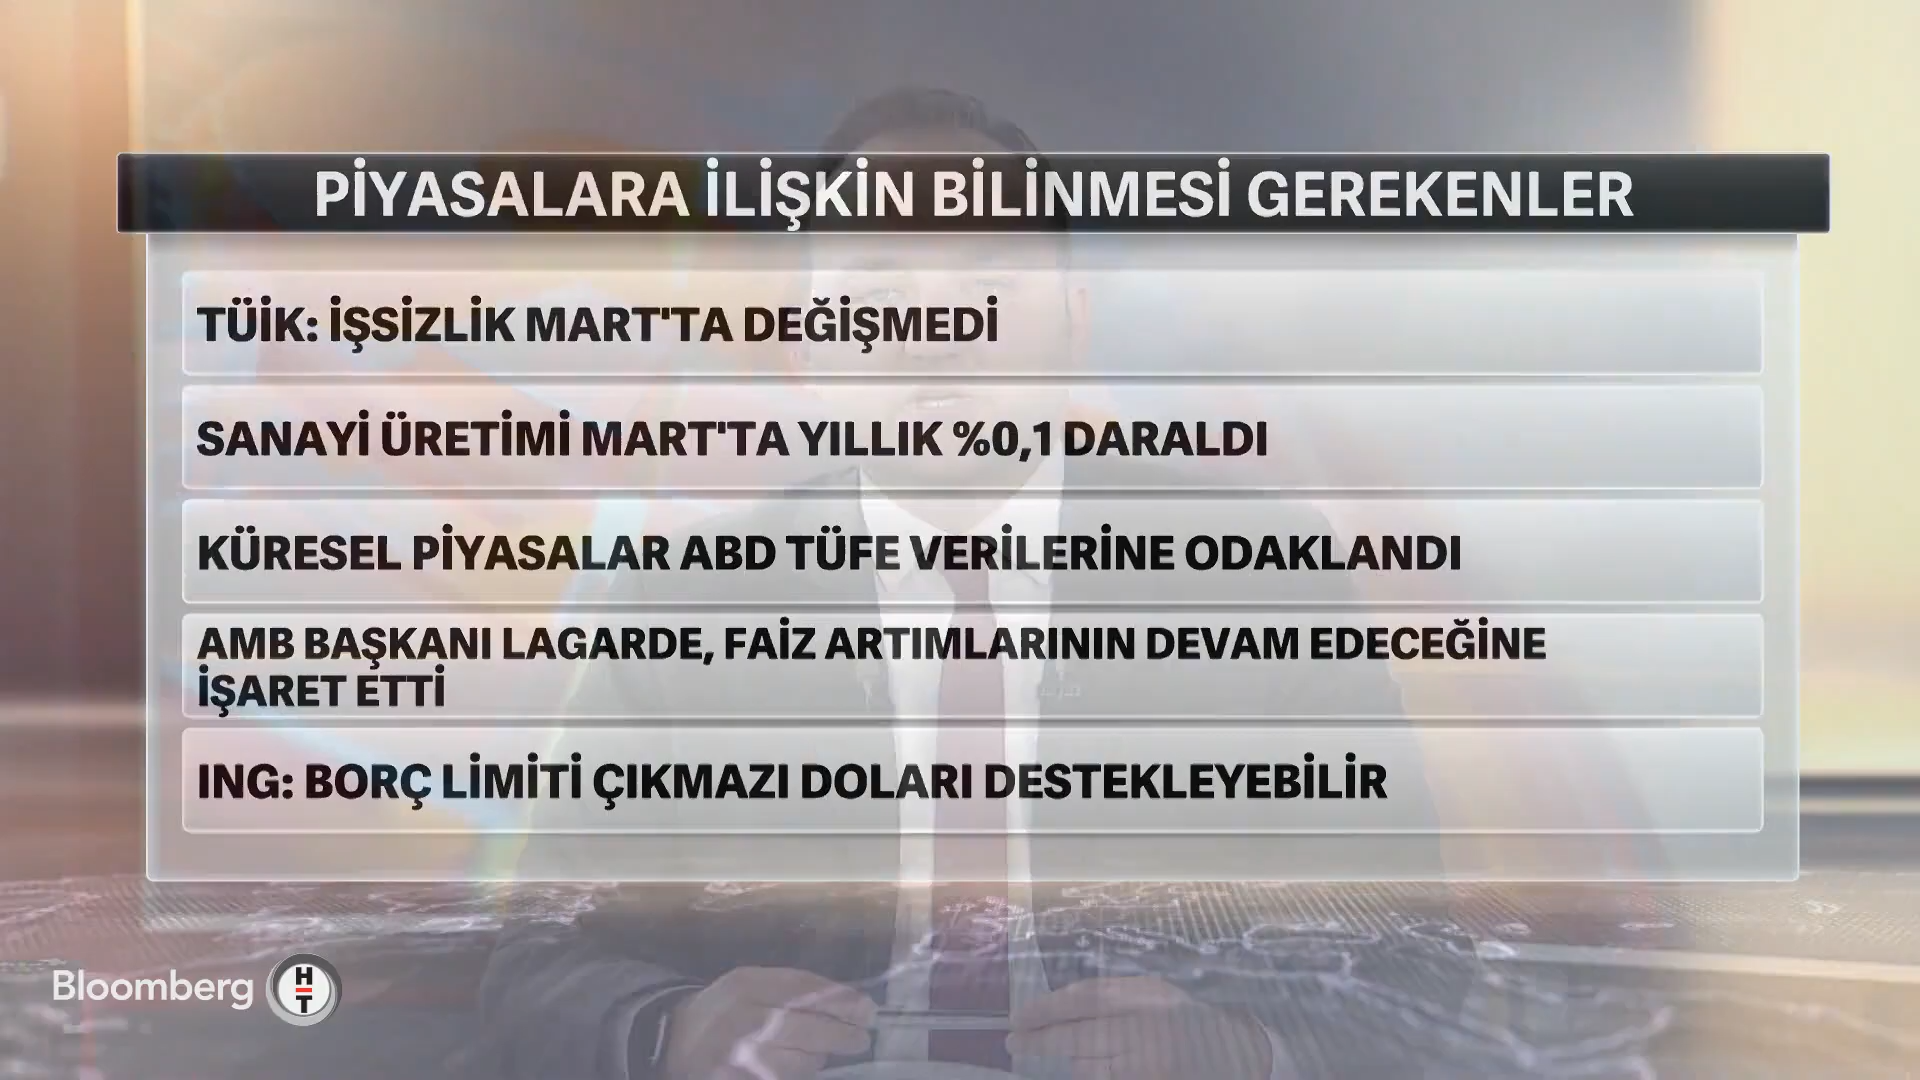 PİYASALARA İLİŞKİN BİLİNMESİ GEREKENLER
TÜİK: İŞSİZLİK MART'TA DEĞİŞMEDİ
SANAYİ ÜRETİMİ MART'TA YILLIK %0,1 DARALDI
KÜRESEL PİYASALAR ABD TÜFE VERİLERİNE ODAKLANDI
AMB BAŞKANI LAGARDE, FAİZ ARTIMLARININ DEVAM EDECEĞİNE
İŞARET ETTİ
ING: BORÇ LİMİTİ ÇIKMAZI DOLARI DESTEKLEYEBİLİR
Bloomberg HT